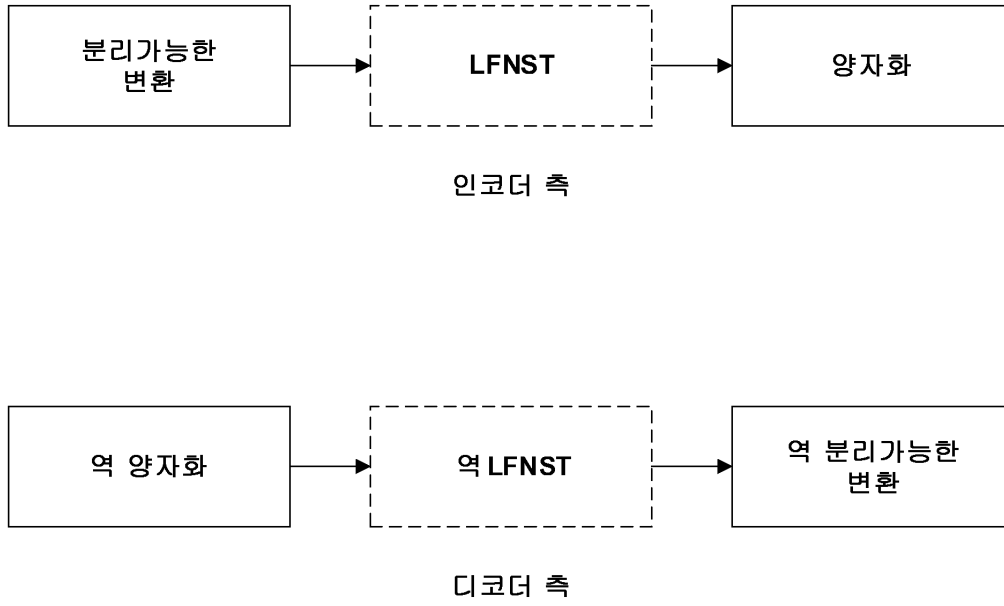 분리가능한
변환
LFNST
양자화
인코더 측
역 양자화
역 LFNST
역 분리가능한
변환
디코더 측